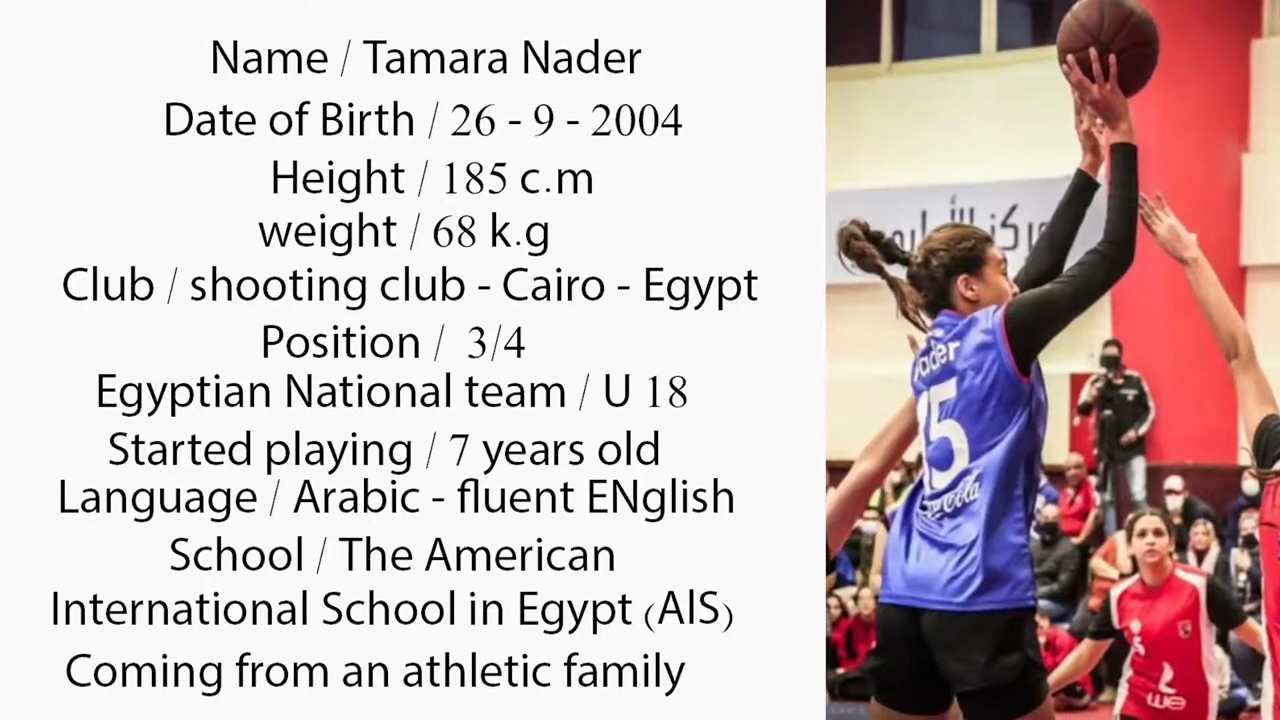 Name / Tamara Nader
Date of Birth / 26 - 9 - 2004
Height / 185 c.m
weight / 68 k.g
Club / shooting club - Cairo - Egypt
Position / 3/4
Egyptian National team / U 18
Started playing / 7 years old
Language / Arabic - fluent ENglish
School / The American
International School in Egypt (AIS)
Coming from an athletic family
15
we